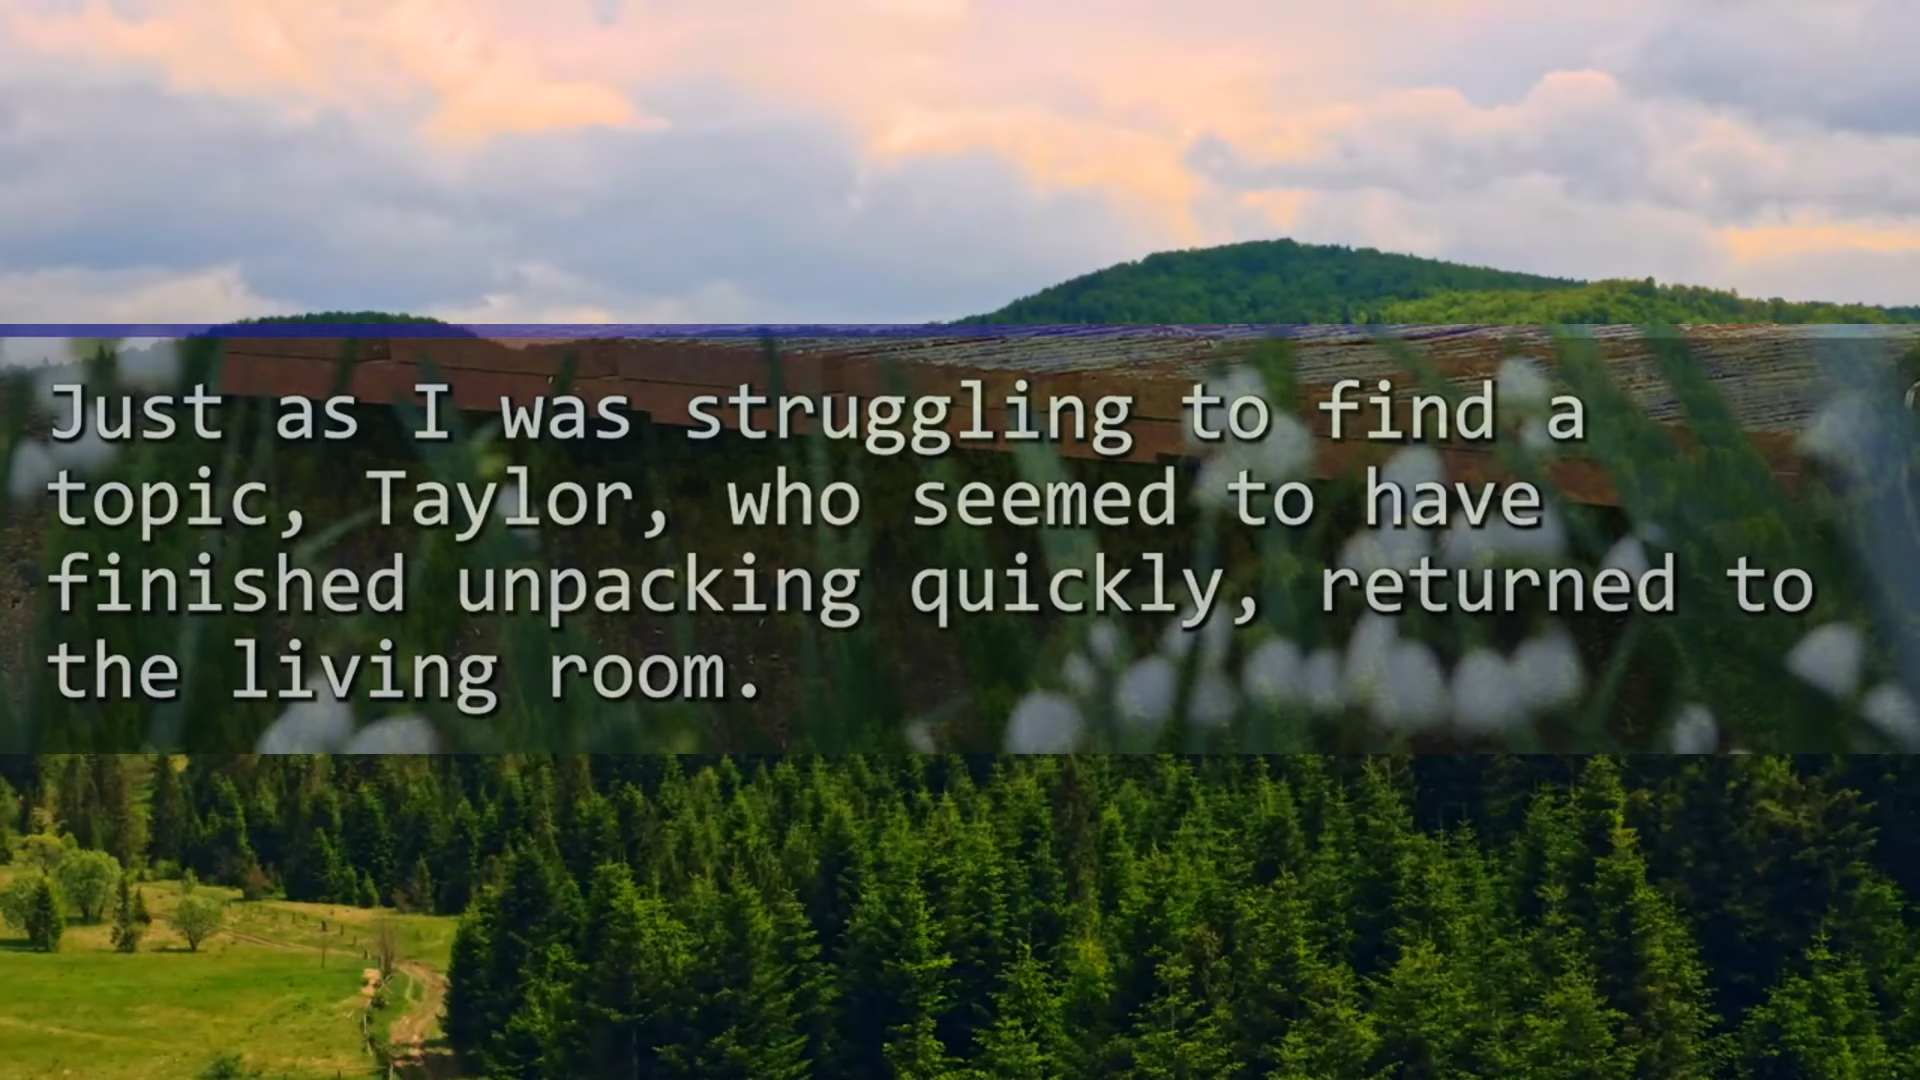 Just as I was struggling to find a
topic, Taylor, who seemed to have
finished unpacking quickly, returned to
the living room.